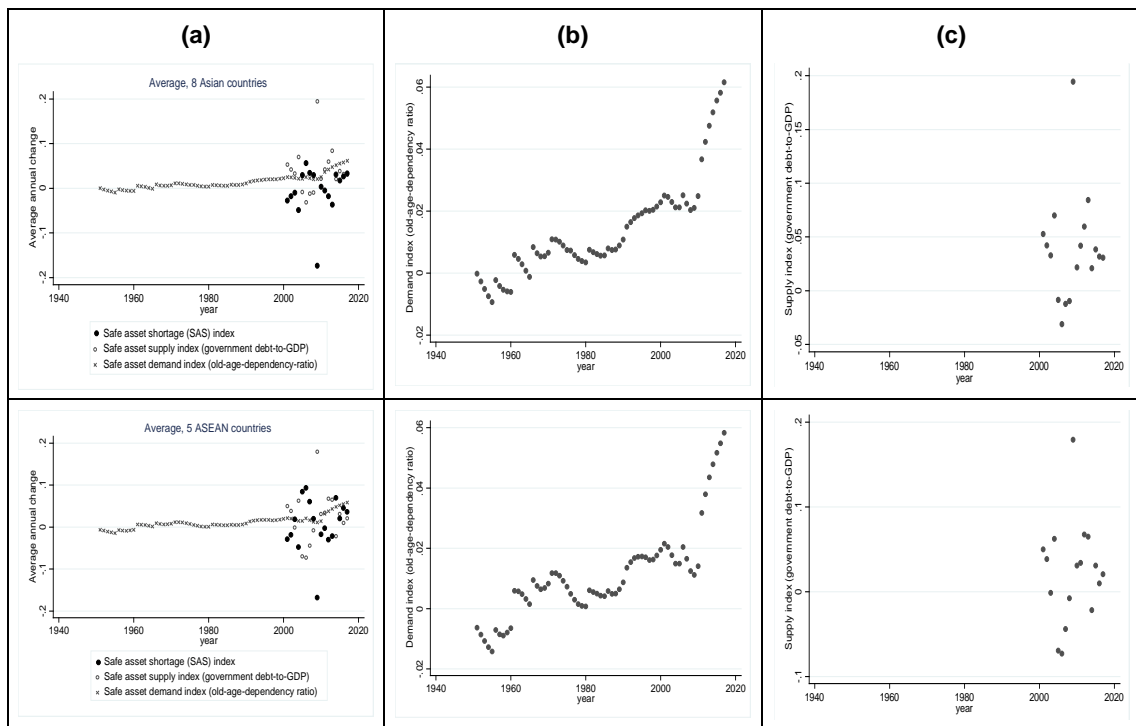 (a)
(b)
(c)
Average, 8 Asian countries
Average annual change
.2
.1
0
-.1
-.2
1940 1960 1980 2000 2020
year
● Safe asset shortage (SAS) index
○ Safe asset supply index (government debt-to-GDP)
× Safe asset demand index (old-age-dependency-ratio)
Demand index (old-age-dependency ratio)
.06
.04
.02
0
-.02
1940 1960 1980 2000 2020
year
Supply index (government debt-to-GDP)
.2
.15
.1
.05
0
-.05
1940 1960 1980 2000 2020
year
Average, 5 ASEAN countries
Average annual change
.2
.1
0
-.1
-.2
1940 1960 1980 2000 2020
year
● Safe asset shortage (SAS) index
○ Safe asset supply index (government debt-to-GDP)
× Safe asset demand index (old-age-dependency ratio)
Demand index (old-age-dependency ratio)
.06
.04
.02
0
-.02
1940 1960 1980 2000 2020
year
Supply index (government debt-to-GDP)
.2
.1
0
-.1
1940 1960 1980 2000 2020
year